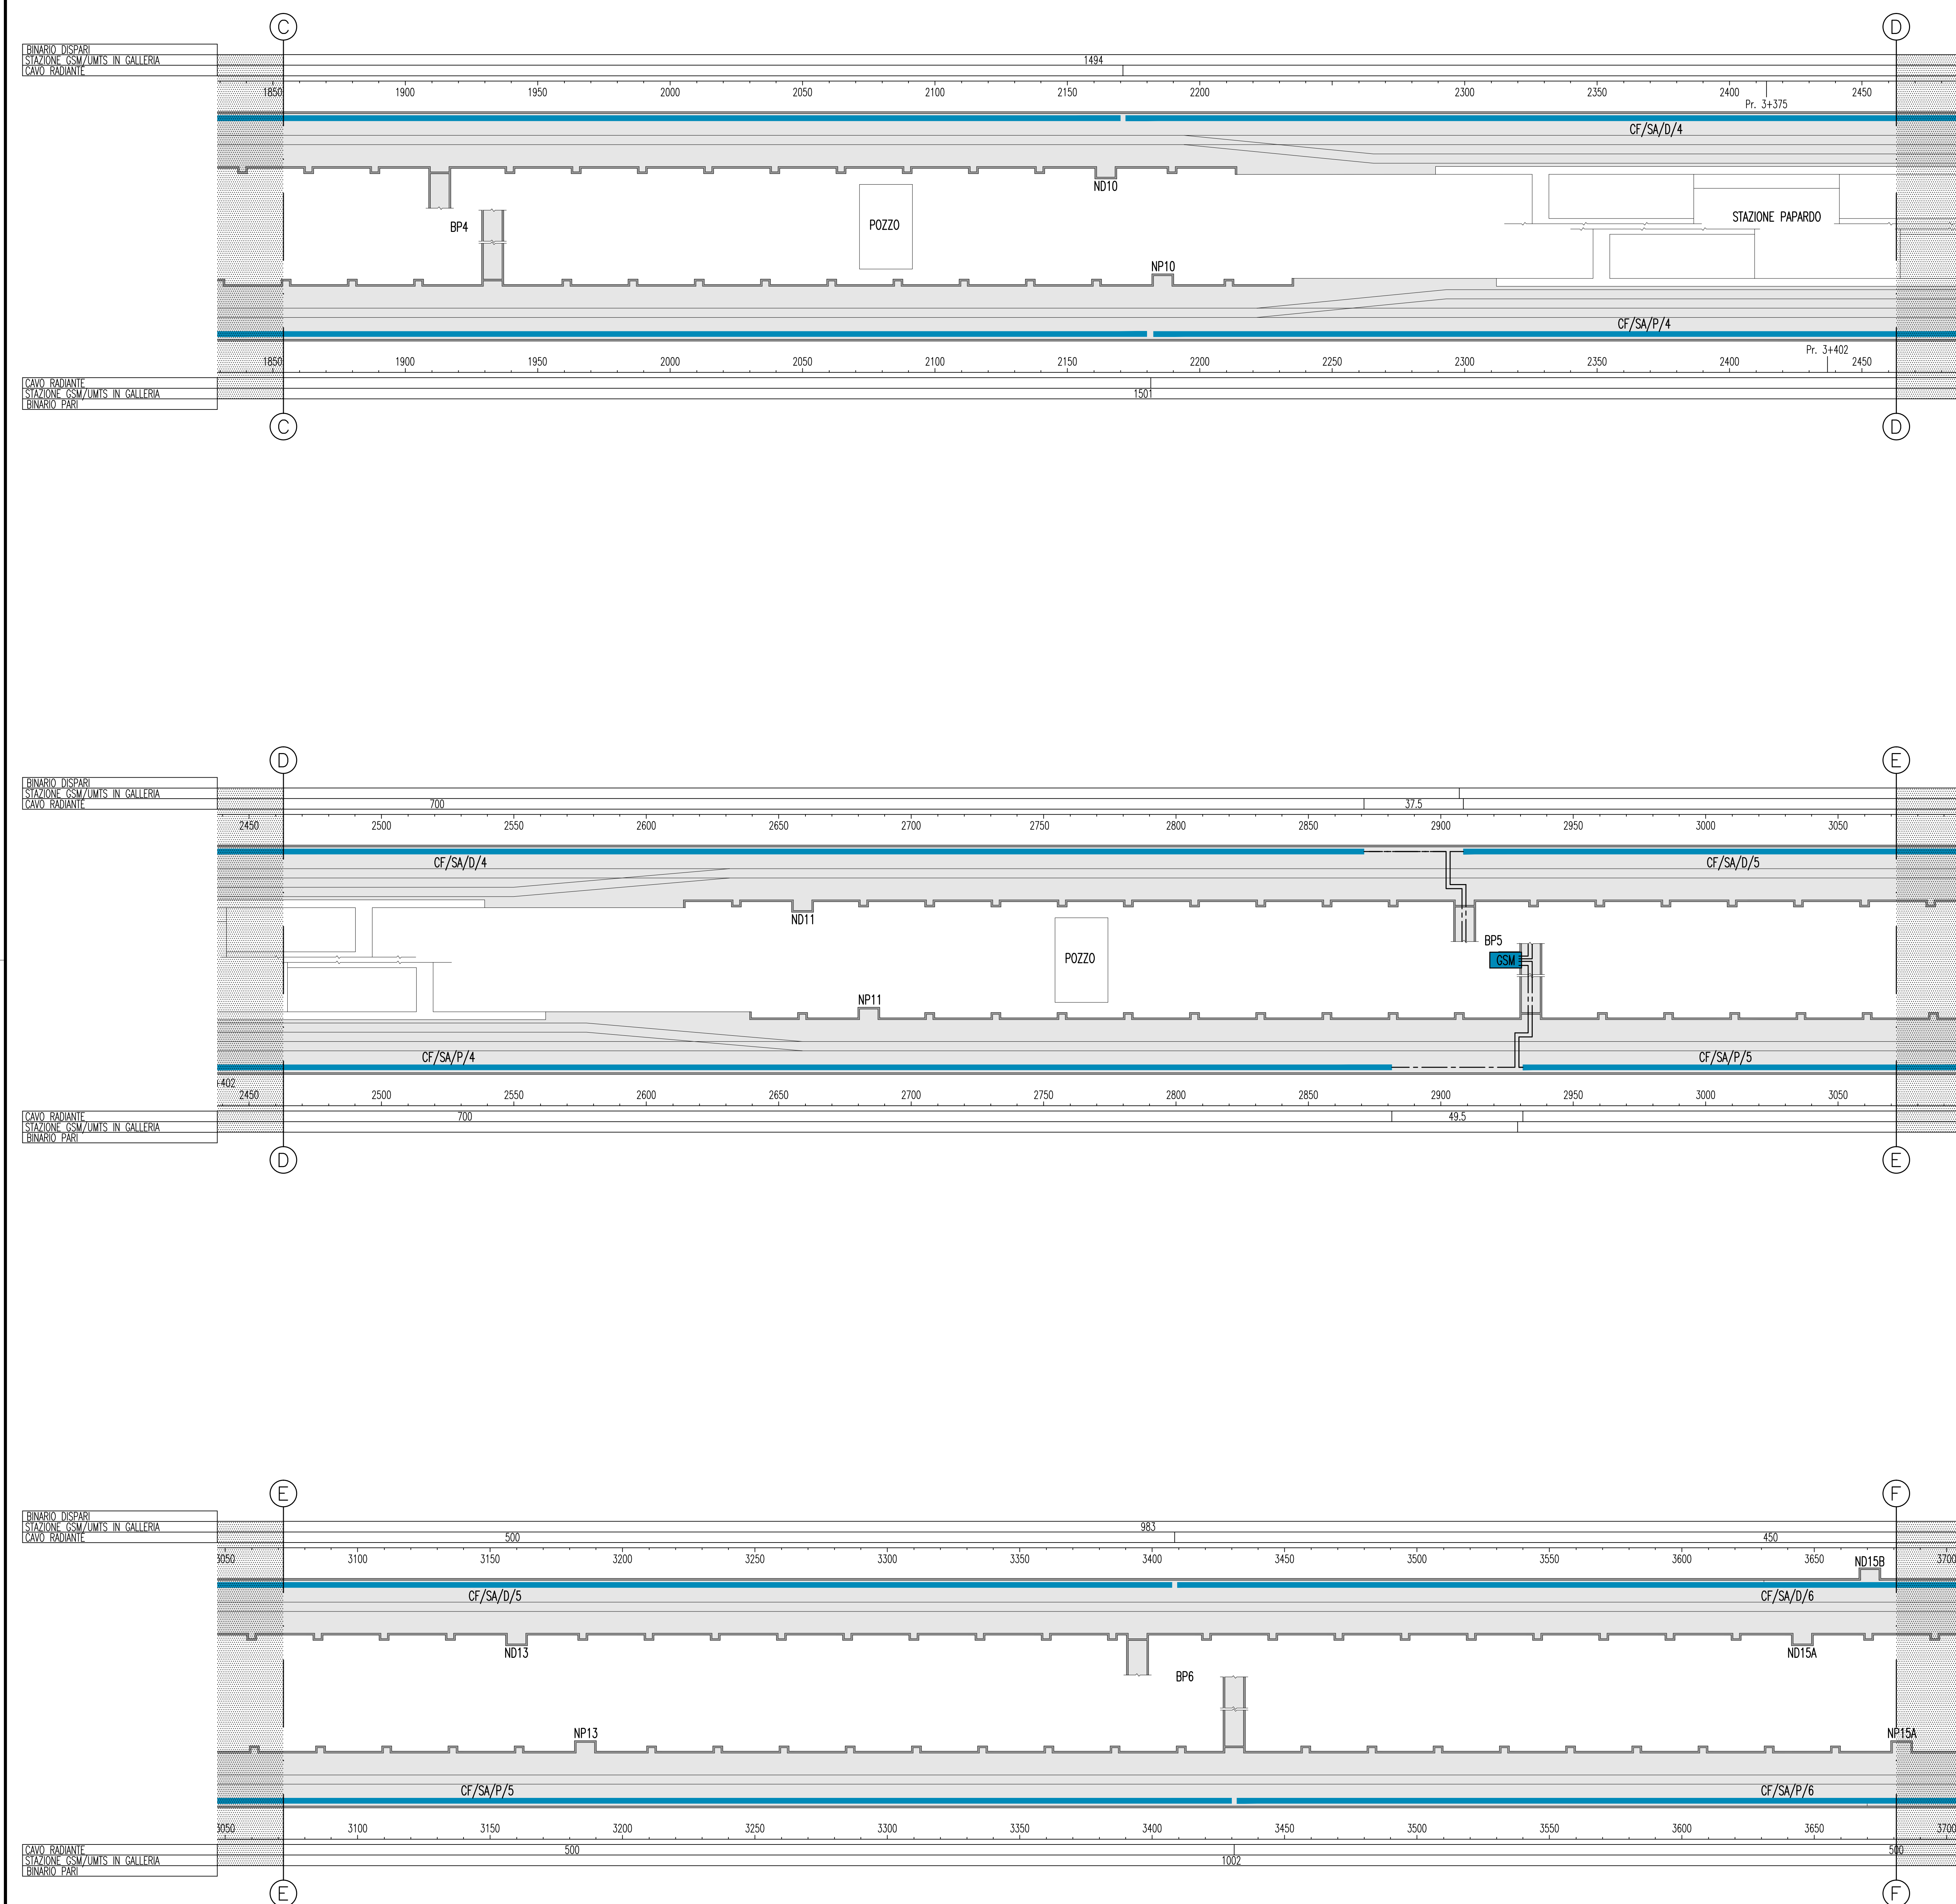 C
D
BINARIO DISPARI
STAZIONE GSM/UMTS IN GALLERIA
CAVO RADIANTE
1494
1850 1900 1950 2000 2050 2100 2150 2200 2300 2350 2400 2450
Pr. 3+375
CF/SA/D/4
ND10
BP4
POZZO
STAZIONE PAPARDO
NP10
CF/SA/P/4
Pr. 3+402
1850 1900 1950 2000 2050 2100 2150 2200 2250 2300 2350 2400 2450
CAVO RADIANTE
STAZIONE GSM/UMTS IN GALLERIA
1501
BINARIO PARI
C
D
D
E
BINARIO DISPARI
STAZIONE GSM/UMTS IN GALLERIA
CAVO RADIANTE
700
37.5
2450 2500 2550 2600 2650 2700 2750 2800 2850 2900 2950 3000 3050
CF/SA/D/4
CF/SA/D/5
ND11
BP5
POZZO
GSM
NP11
CF/SA/P/4
CF/SA/P/5
+402
2450 2500 2550 2600 2650 2700 2750 2800 2850 2900 2950 3000 3050
CAVO RADIANTE
700
49.5
STAZIONE GSM/UMTS IN GALLERIA
BINARIO PARI
D
E
E
F
BINARIO DISPARI
STAZIONE GSM/UMTS IN GALLERIA
983
CAVO RADIANTE
500
450
3050 3100 3150 3200 3250 3300 3350 3400 3450 3500 3550 3600 3650 3700
ND15B
CF/SA/D/5
CF/SA/D/6
ND13
ND15A
BP6
NP13
NP15A
CF/SA/P/5
CF/SA/P/6
3050 3100 3150 3200 3250 3300 3350 3400 3450 3500 3550 3600 3650 3700
CAVO RADIANTE
500
500
STAZIONE GSM/UMTS IN GALLERIA
1002
BINARIO PARI
E
F